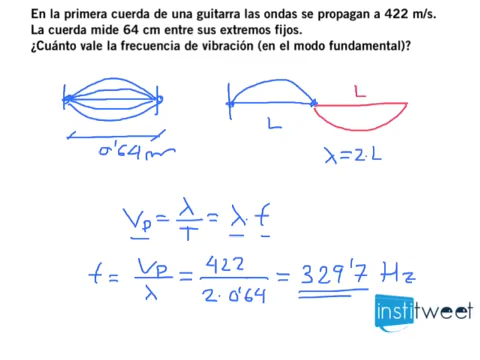 En la primera cuerda de una guitarra las ondas se propagan a 422 m/s.
La cuerda mide 64 cm entre sus extremos fijos.
¿Cuánto vale la frecuencia de vibración (en el modo fundamental)?
L
L
0'64 m
λ=2·L
Vp = λ/T = λ·f
f = Vp/λ = 422/2·0'64 = 329'7 Hz
institweet